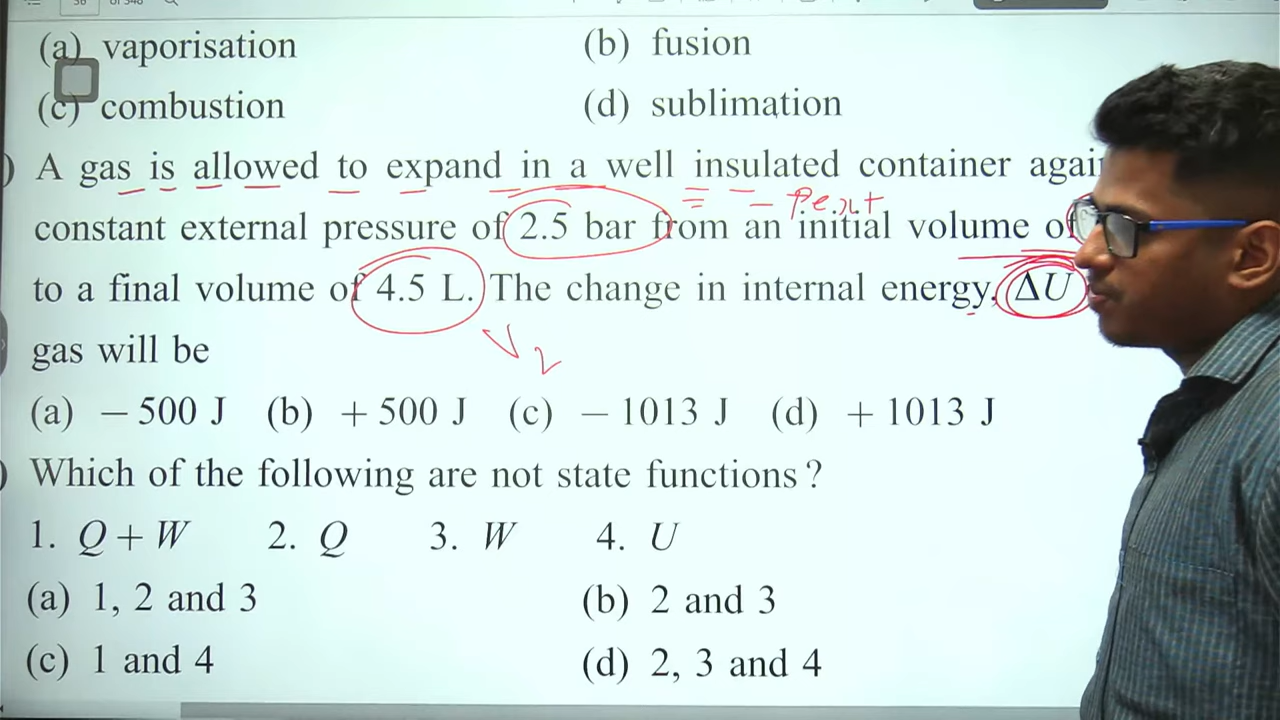 (a) vaporisation (b) fusion
(c) combustion (d) sublimation
A gas is allowed to expand in a well insulated container
constant external pressure of 2.5 bar from an initial volume of
Pext
to a final volume of 4.5 L. The change in internal energy, ΔU
V2
gas will be
(a) − 500 J (b) + 500 J (c) − 1013 J (d) + 1013 J
Which of the following are not state functions ?
1. Q + W 2. Q 3. W 4. U
(a) 1, 2 and 3 (b) 2 and 3
(c) 1 and 4 (d) 2, 3 and 4